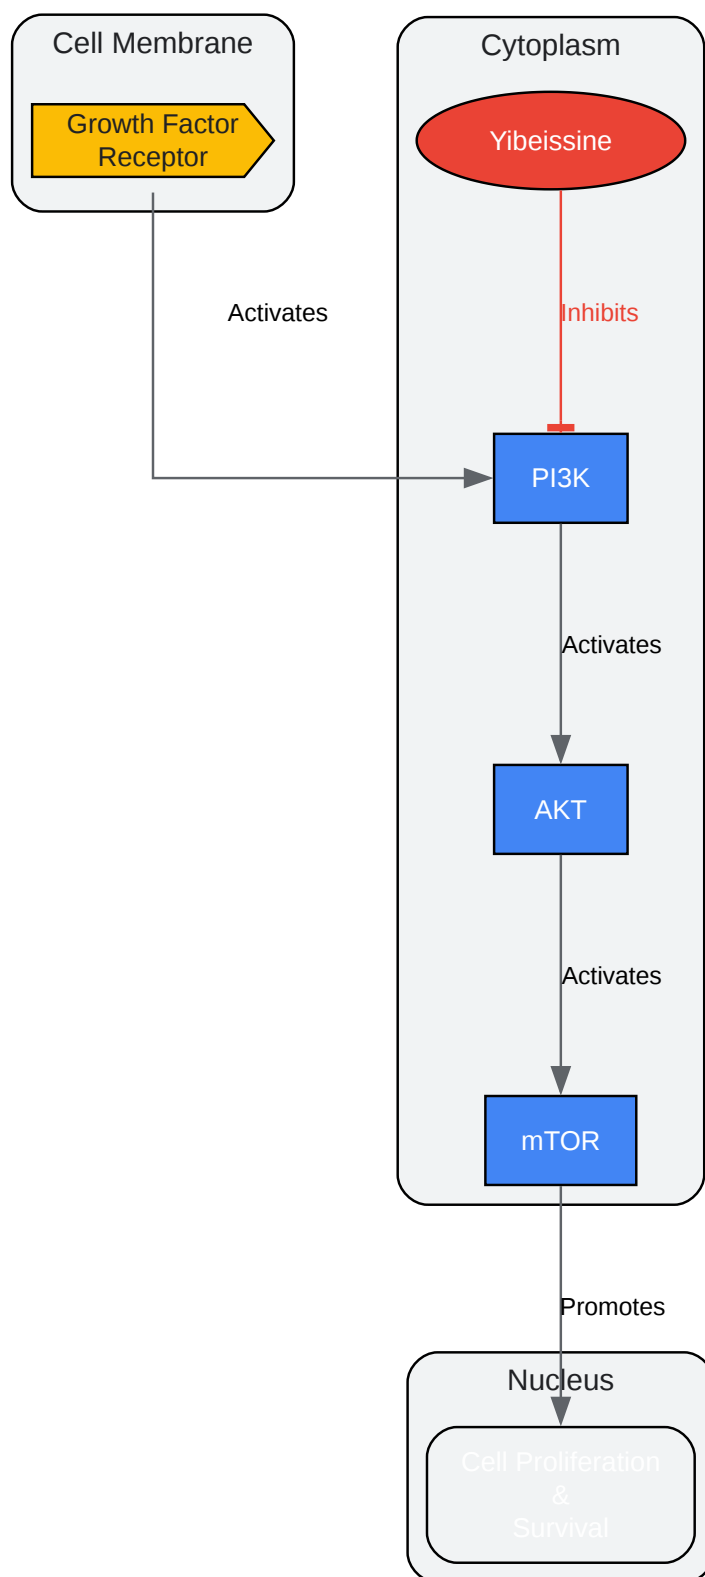 Cell Membrane
Growth Factor
Receptor
Cytoplasm
Yibeissine
Activates
Inhibits
PI3K
Activates
AKT
Activates
mTOR
Promotes
Nucleus
Cell Proliferation
&
Survival